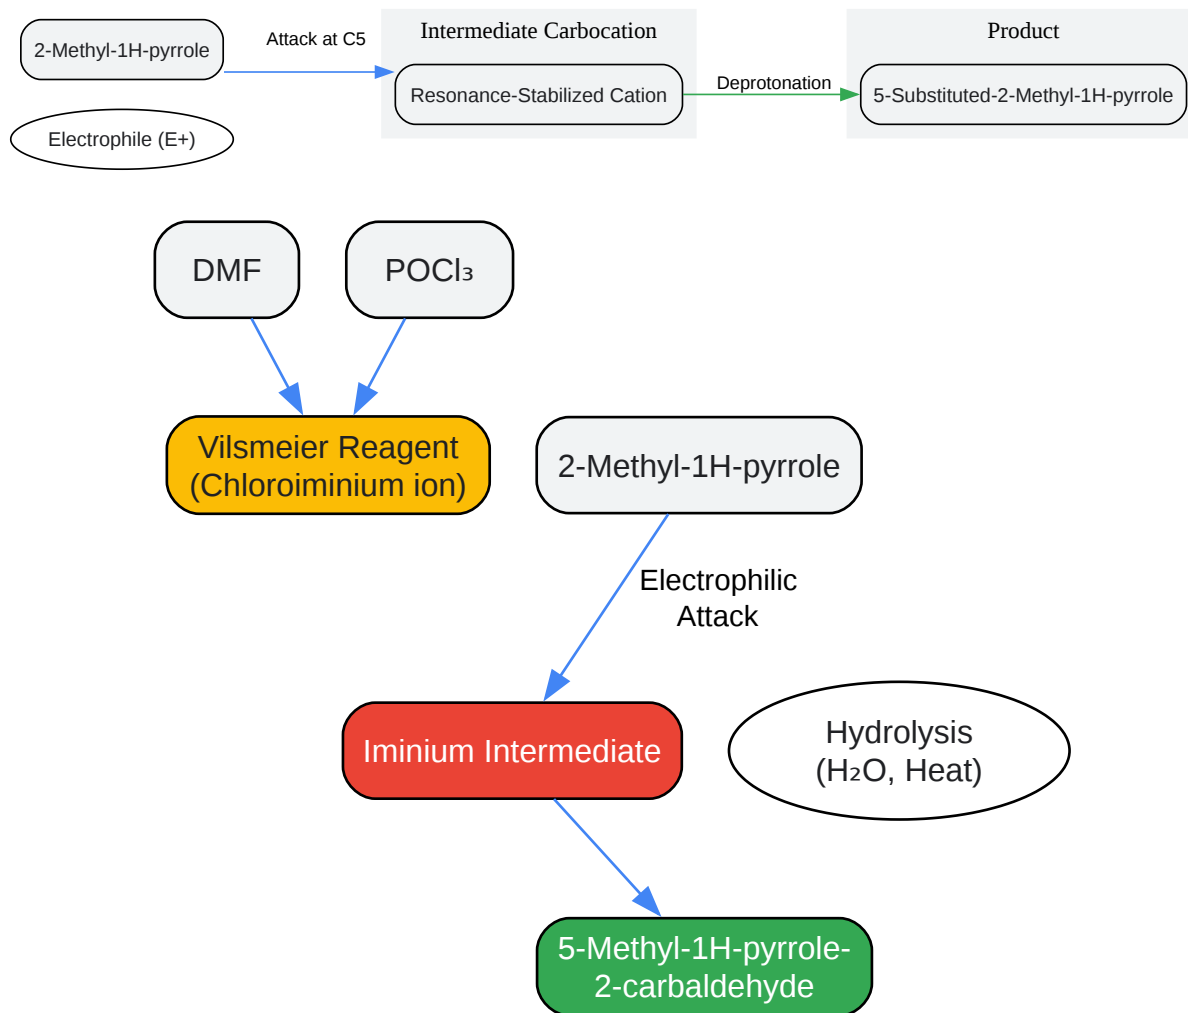 2-Methyl-1H-pyrrole
Attack at C5
Intermediate Carbocation
Resonance-Stabilized Cation
Deprotonation
Product
5-Substituted-2-Methyl-1H-pyrrole
Electrophile (E+)
DMF
POCl₃
Vilsmeier Reagent
(Chloroiminium ion)
2-Methyl-1H-pyrrole
Electrophilic
Attack
Iminium Intermediate
Hydrolysis
(H₂O, Heat)
5-Methyl-1H-pyrrole-
2-carbaldehyde